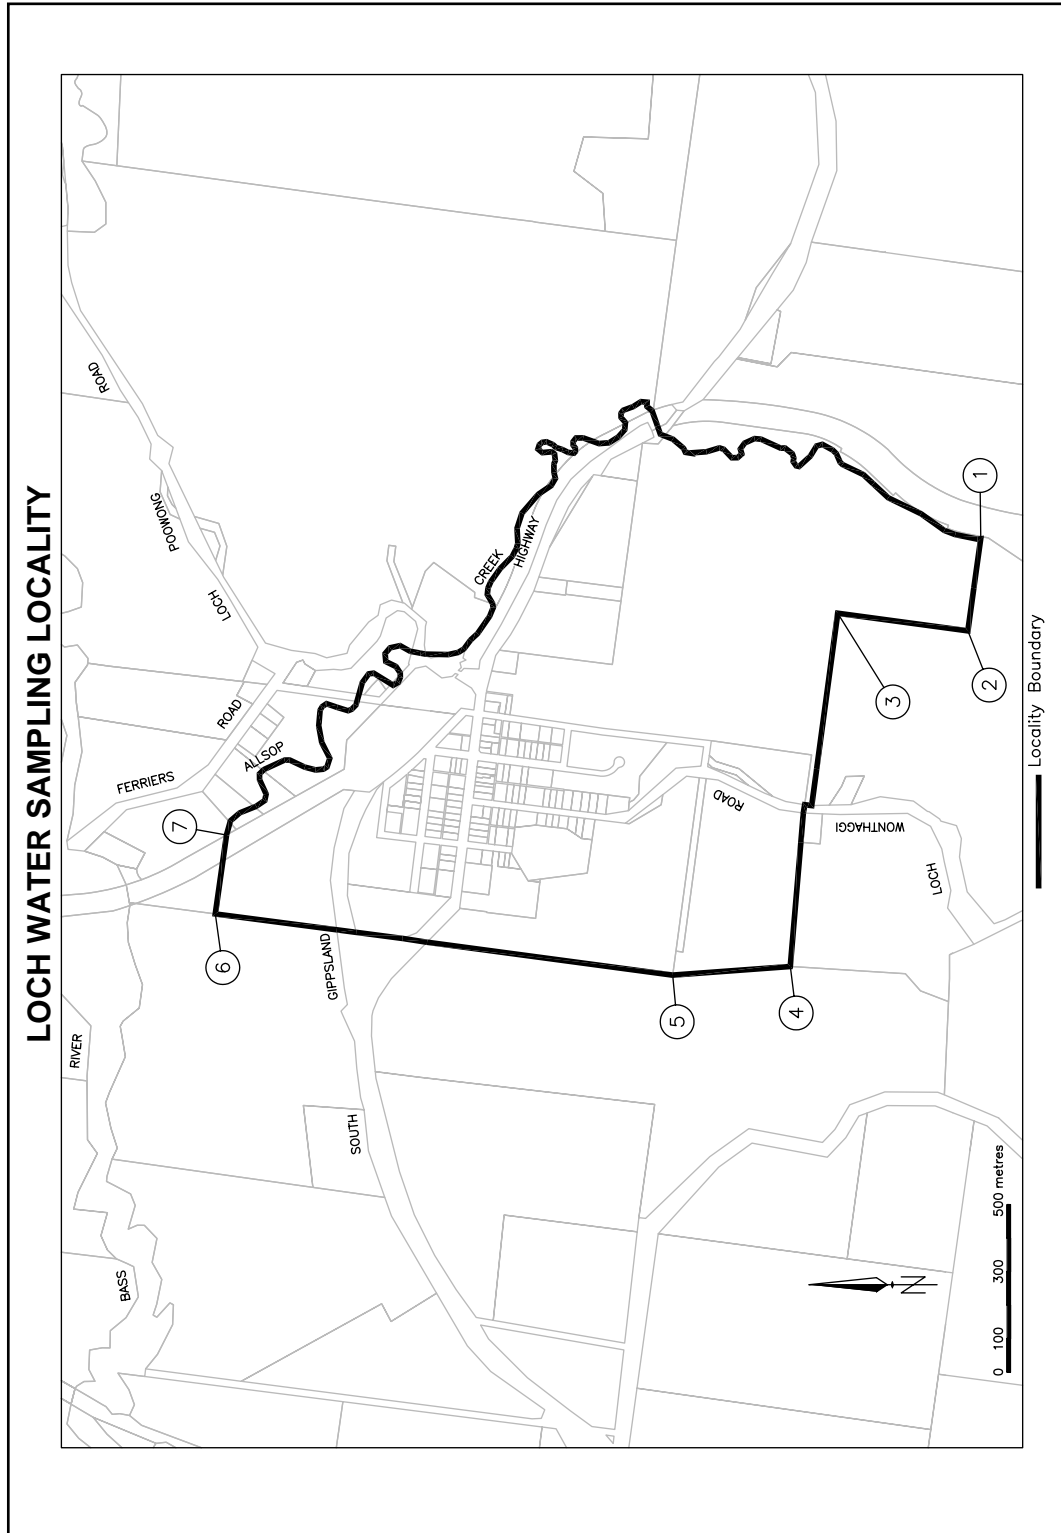 LOCH WATER SAMPLING LOCALITY
RIVER
BASS
FERRIERS
ROAD
ALLSOP
LOCH
POOWONG
ROAD
CREEK
HIGHWAY
GIPPSLAND
SOUTH
ROAD
WONTHAGGI
LOCH
1
2
3
4
5
6
7
N
0 100 300 500 metres
Locality Boundary